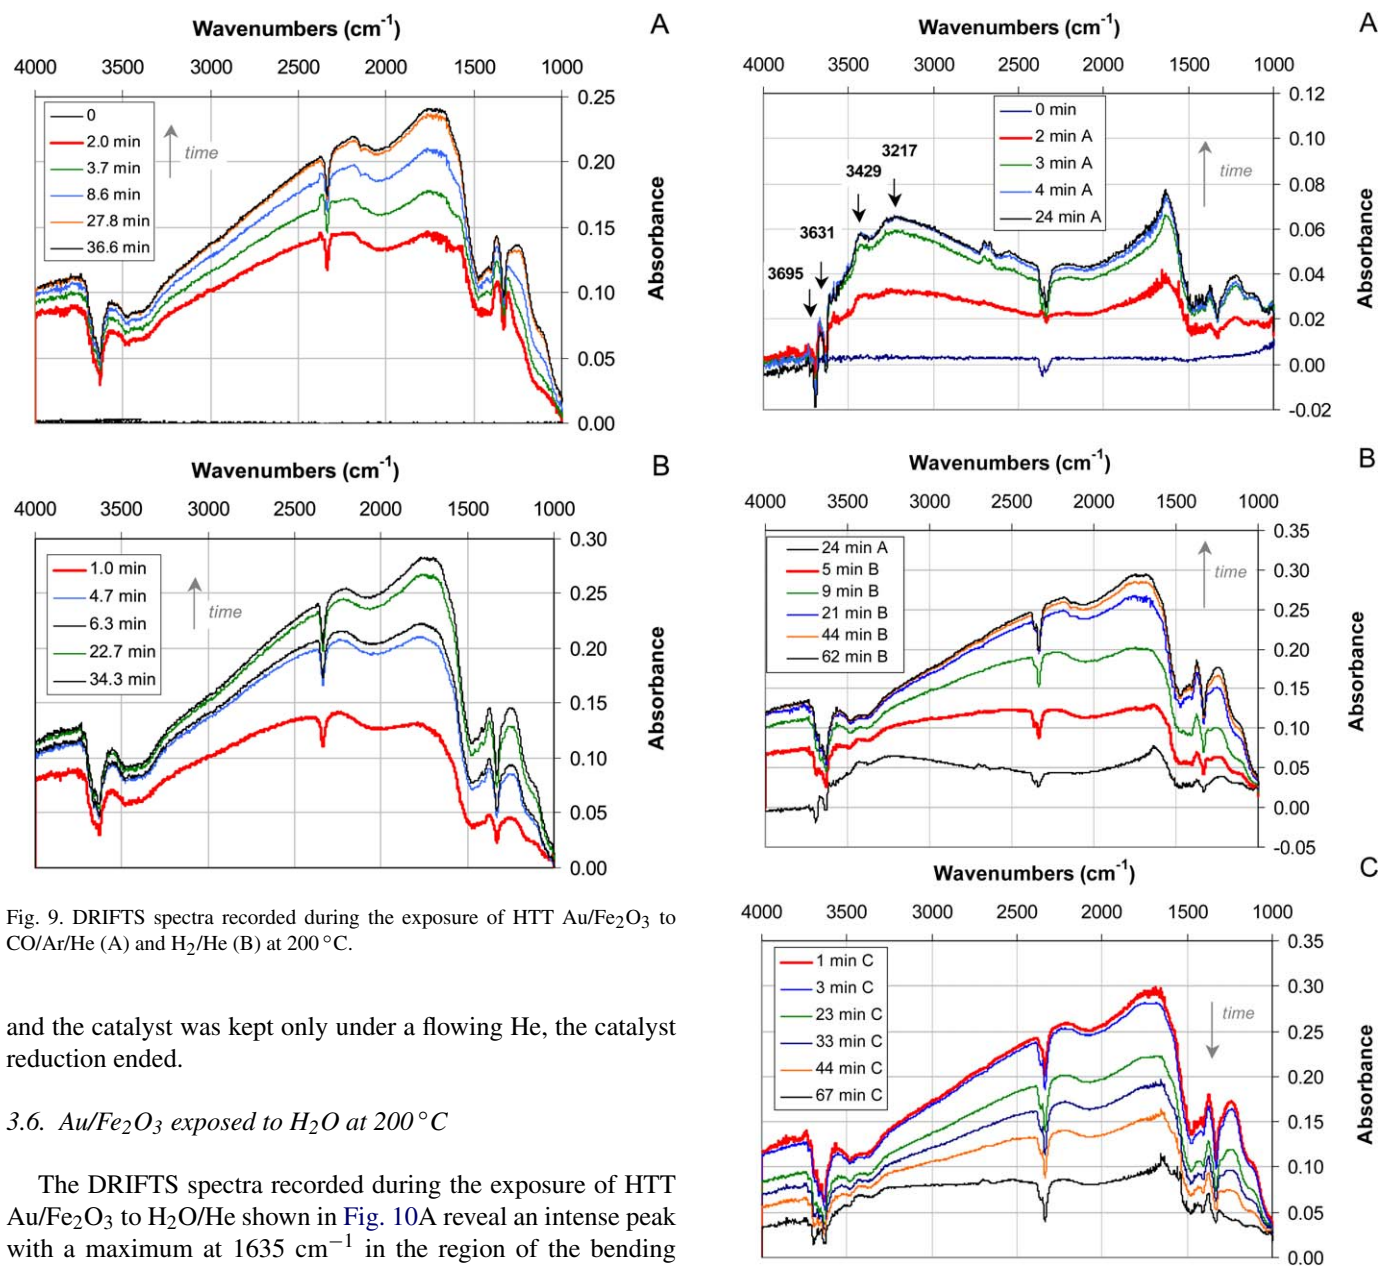 Wavenumbers (cm-1)
A
4000 3500 3000 2500 2000 1500 1000
0.25
0.20
0.15
0.10
0.05
0.00
Absorbance
0
2.0 min
3.7 min
8.6 min
27.8 min
36.6 min
time
Wavenumbers (cm-1)
B
4000 3500 3000 2500 2000 1500 1000
0.30
0.25
0.20
0.15
0.10
0.05
0.00
Absorbance
1.0 min
4.7 min
6.3 min
22.7 min
34.3 min
time
Fig. 9. DRIFTS spectra recorded during the exposure of HTT Au/Fe2O3 to
CO/Ar/He (A) and H2/He (B) at 200 °C.
and the catalyst was kept only under a flowing He, the catalyst
reduction ended.
3.6. Au/Fe2O3 exposed to H2O at 200 °C
The DRIFTS spectra recorded during the exposure of HTT
Au/Fe2O3 to H2O/He shown in Fig. 10A reveal an intense peak
with a maximum at 1635 cm−1 in the region of the bending
Wavenumbers (cm-1)
A
4000 3500 3000 2500 2000 1500 1000
0.12
0.10
0.08
0.06
0.04
0.02
0.00
-0.02
Absorbance
0 min
2 min A
3 min A
4 min A
24 min A
time
3217
3429
3631
3695
Wavenumbers (cm-1)
B
4000 3500 3000 2500 2000 1500 1000
0.35
0.30
0.25
0.20
0.15
0.10
0.05
0.00
-0.05
Absorbance
24 min A
5 min B
9 min B
21 min B
44 min B
62 min B
time
Wavenumbers (cm-1)
C
4000 3500 3000 2500 2000 1500 1000
0.35
0.30
0.25
0.20
0.15
0.10
0.05
0.00
Absorbance
1 min C
3 min C
23 min C
33 min C
44 min C
67 min C
time